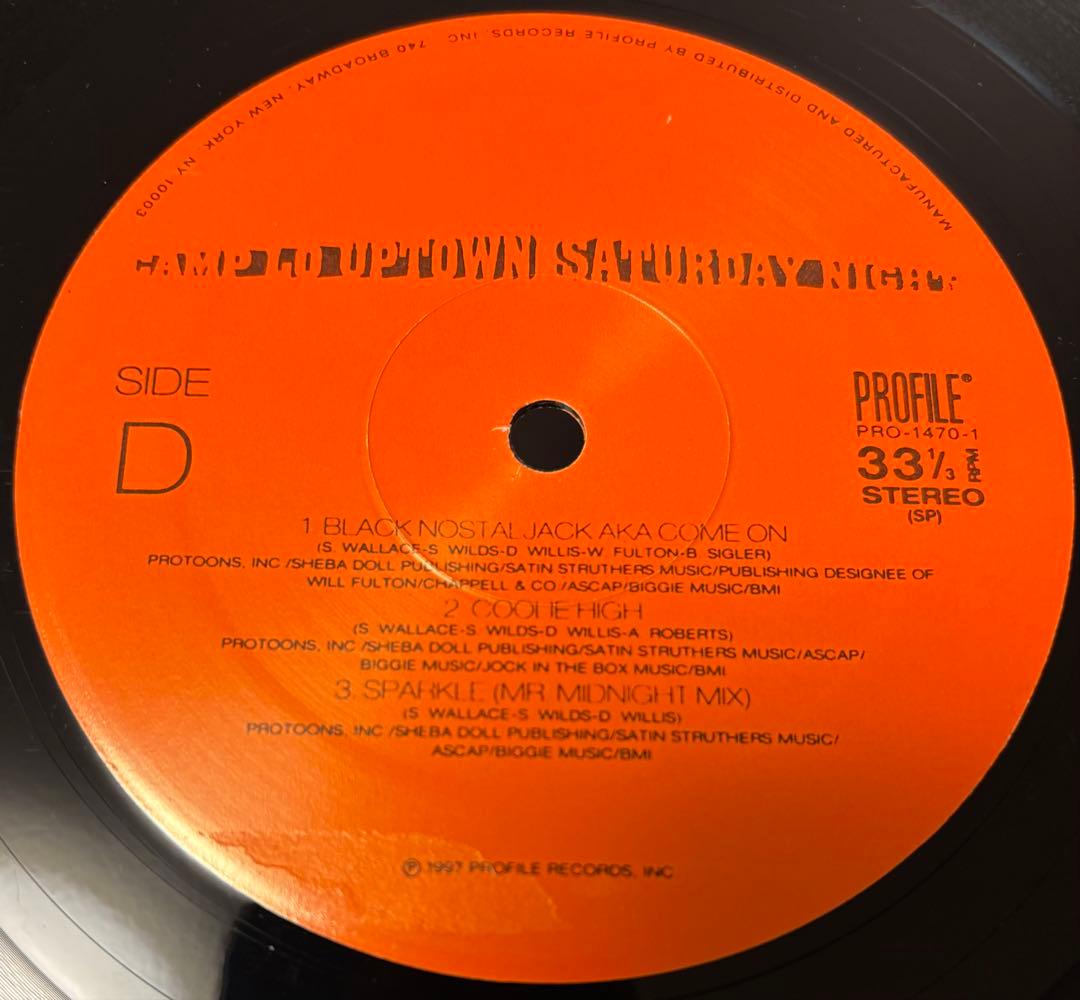 MANUFACTURED AND DISTRIBUTED BY PROFILE RECORDS, INC. 740 BROADWAY, NEW YORK, NY 10003
CAMP LO UPTOWN SATURDAY NIGHT
SIDE
D
PROFILE®
PRO-1470-1
33⅓ RPM
STEREO
(SP)
1. BLACK NOSTALJACK AKA COME ON
(S. WALLACE-S. WILDS-D. WILLIS-W. FULTON-B. SIGLER)
PROTOONS, INC./SHEBA DOLL PUBLISHING/SATIN STRUTHERS MUSIC/PUBLISHING DESIGNEE OF
WILL FULTON/CHAPPELL & CO./ASCAP/BIGGIE MUSIC/BMI
2. COOLIE HIGH
(S. WALLACE-S. WILDS-D. WILLIS-A. ROBERTS)
PROTOONS, INC./SHEBA DOLL PUBLISHING/SATIN STRUTHERS MUSIC/ASCAP/
BIGGIE MUSIC/JOCK IN THE BOX MUSIC/BMI
3. SPARKLE (MR. MIDNIGHT MIX)
(S. WALLACE-S. WILDS-D. WILLIS)
PROTOONS, INC./SHEBA DOLL PUBLISHING/SATIN STRUTHERS MUSIC/
ASCAP/BIGGIE MUSIC/BMI
℗ 1997 PROFILE RECORDS, INC.